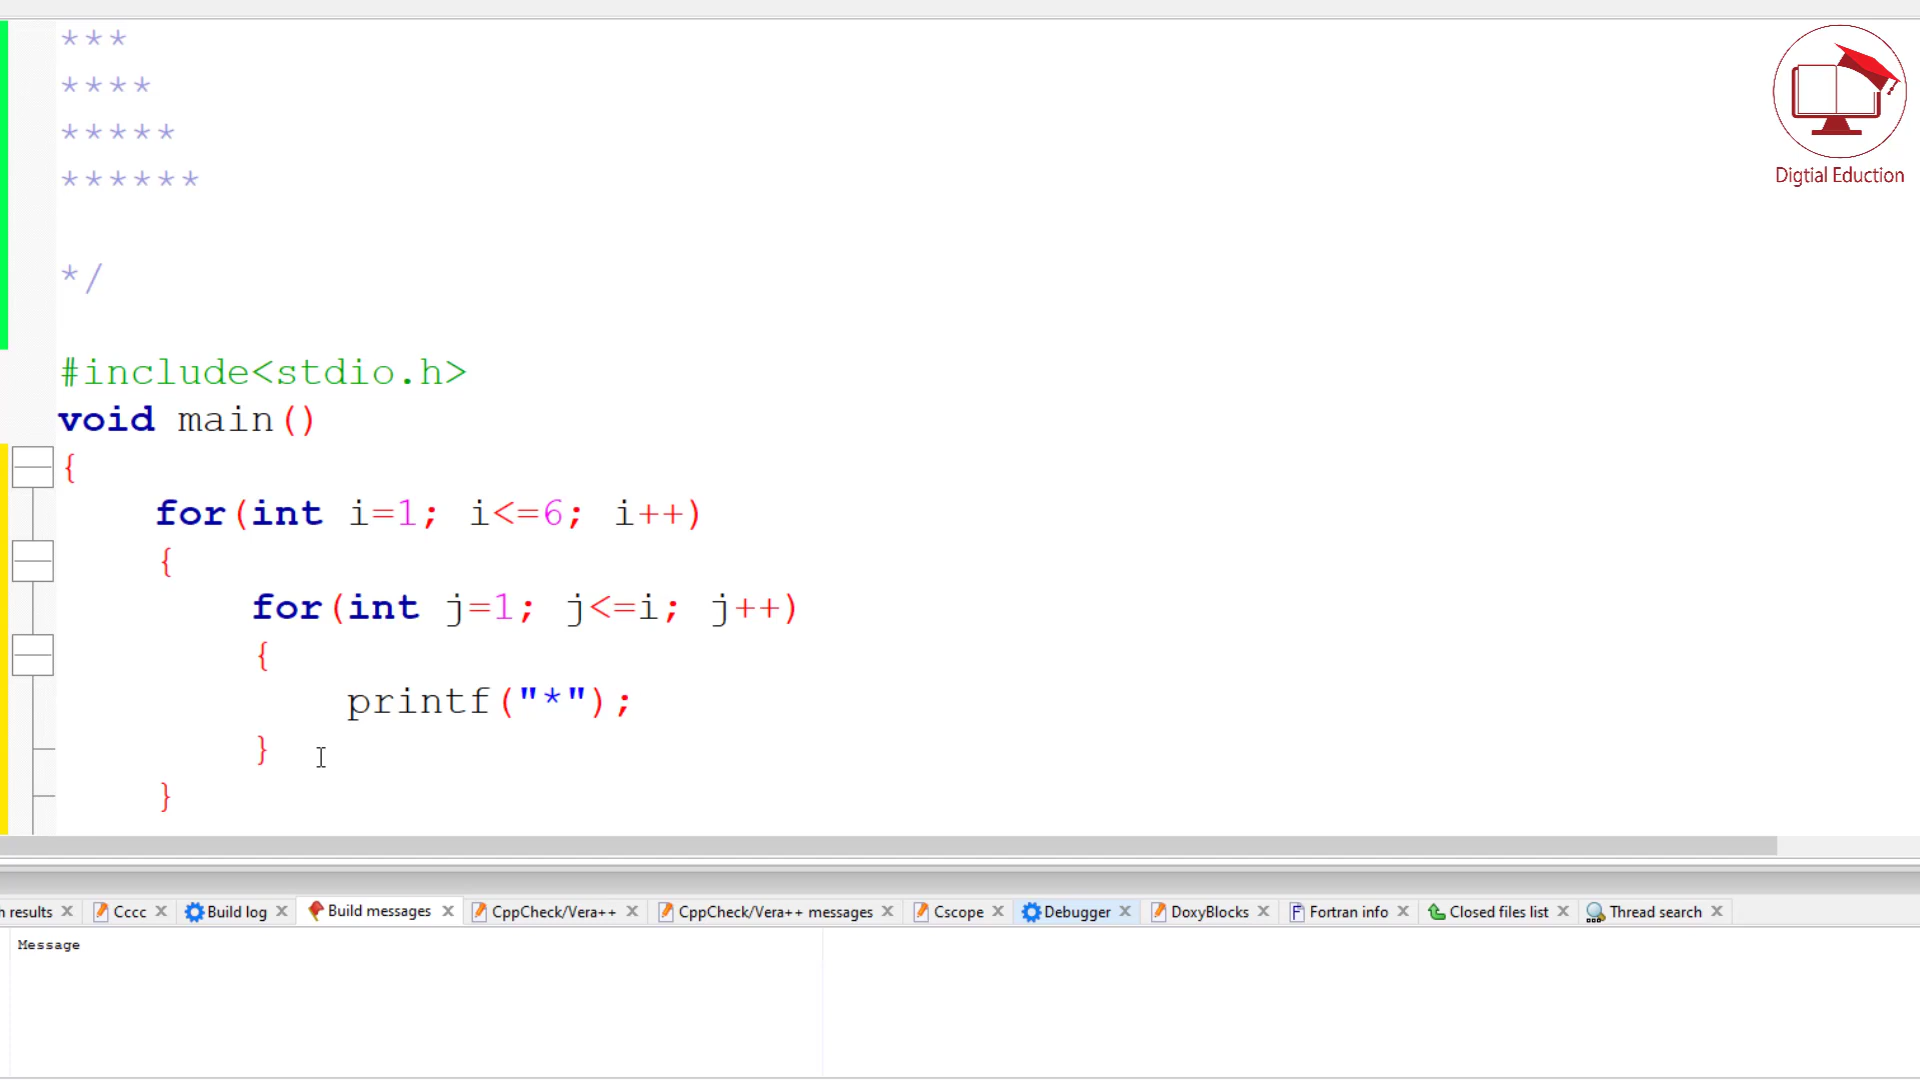 ***
****
*****
******
*/
#include<stdio.h>
void main()
{
for(int i=1; i<=6; i++)
{
for(int j=1; j<=i; j++)
{
printf("*");
}
}
Digtial Eduction
h results Cccc Build log Build messages CppCheck/Vera++ CppCheck/Vera++ messages Cscope Debugger DoxyBlocks Fortran info Closed files list Thread search
Message